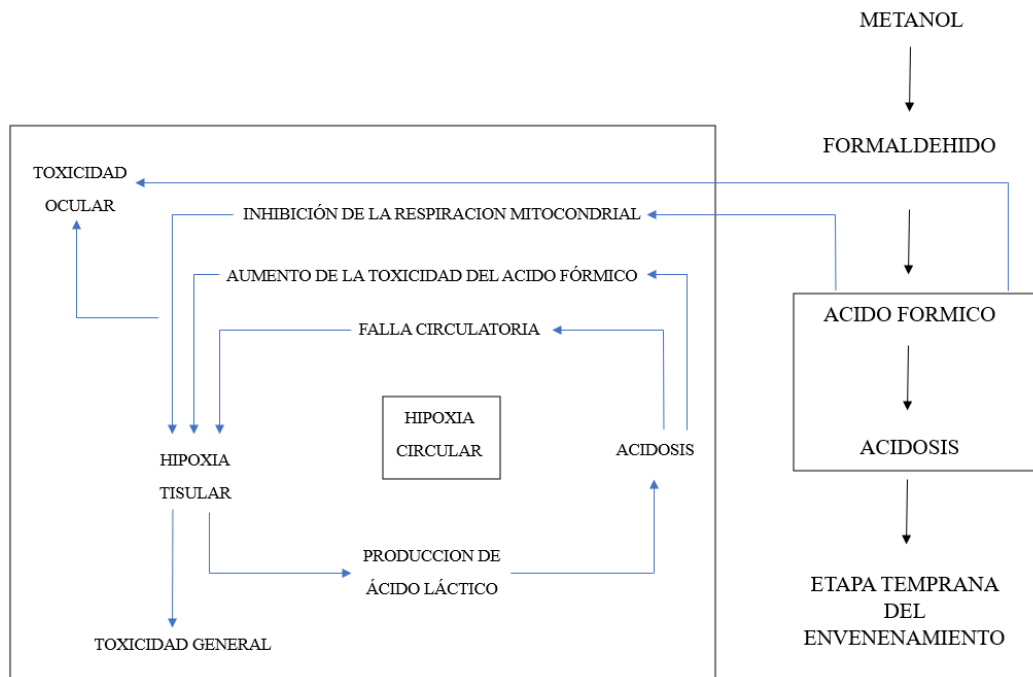 METANOL
FORMALDEHIDO
TOXICIDAD
OCULAR
INHIBICIÓN DE LA RESPIRACION MITOCONDRIAL
AUMENTO DE LA TOXICIDAD DEL ACIDO FÓRMICO
FALLA CIRCULATORIA
HIPOXIA
CIRCULAR
HIPOXIA
TISULAR
ACIDOSIS
PRODUCCION DE
ÁCIDO LÁCTICO
TOXICIDAD GENERAL
ACIDO FORMICO
ACIDOSIS
ETAPA TEMPRANA
DEL
ENVENENAMIENTO